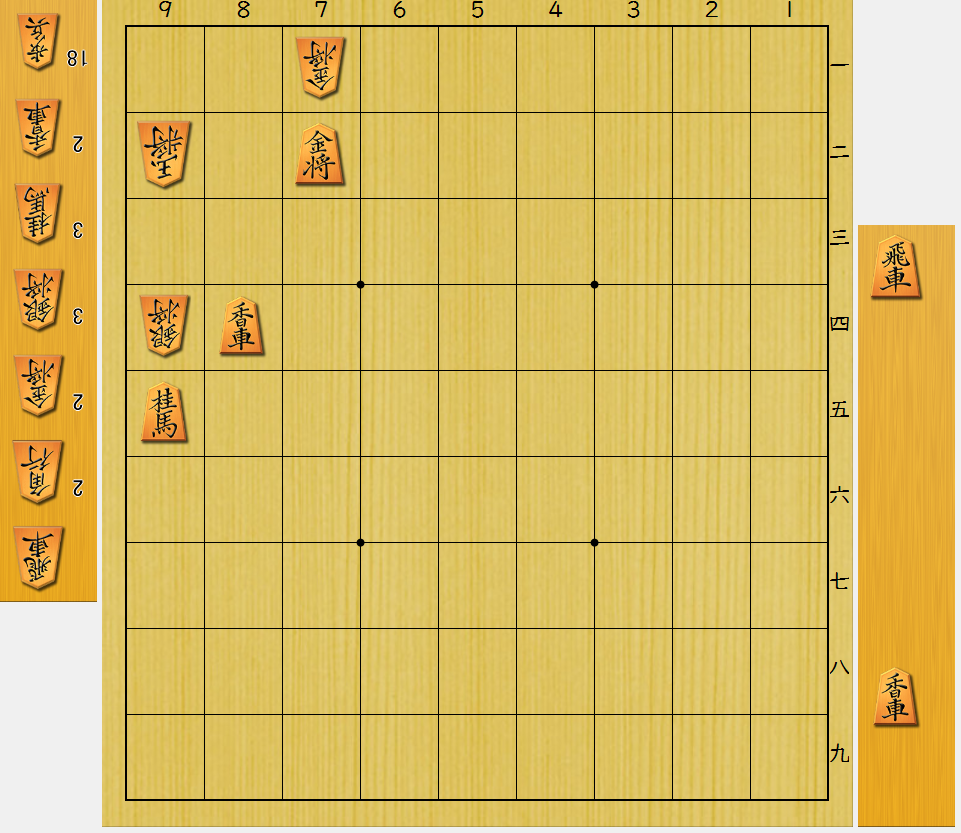 9 8 7 6 5 4 3 2 1
歩兵 18
香車 2
桂馬 3
銀将 3
金将 2
角行 2
飛車
金将
一
王将 金将
二
三
銀将 香車
四
桂馬
五
六
七
八
九
飛車
香車